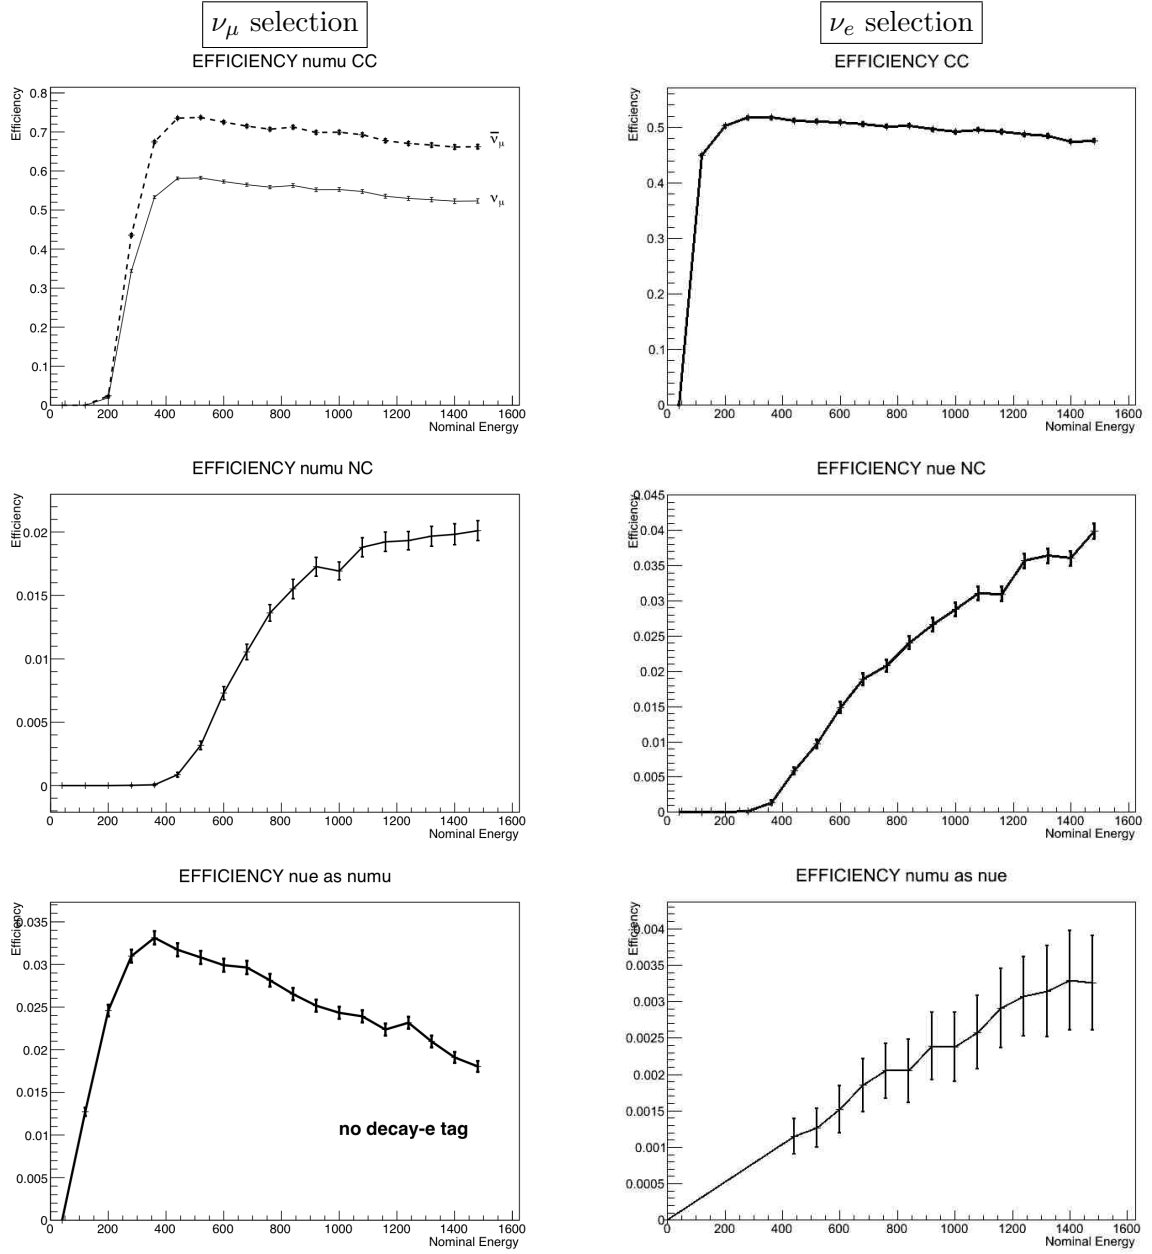 ν_μ selection
ν_e selection
EFFICIENCY numu CC
Efficiency
0.8
0.7
0.6
0.5
0.4
0.3
0.2
0.1
0
ν̅_μ
ν_μ
0 200 400 600 800 1000 1200 1400 1600
Nominal Energy
EFFICIENCY CC
Efficiency
0.5
0.4
0.3
0.2
0.1
0
0 200 400 600 800 1000 1200 1400 1600
Nominal Energy
EFFICIENCY numu NC
Efficiency
0.02
0.015
0.01
0.005
0
0 200 400 600 800 1000 1200 1400 1600
Nominal Energy
EFFICIENCY nue NC
Efficiency
0.045
0.04
0.035
0.03
0.025
0.02
0.015
0.01
0.005
0
0 200 400 600 800 1000 1200 1400 1600
Nominal Energy
EFFICIENCY nue as numu
Efficiency
0.035
0.03
0.025
0.02
0.015
0.01
0.005
0
no decay-e tag
0 200 400 600 800 1000 1200 1400 1600
Nominal Energy
EFFICIENCY numu as nue
Efficiency
0.004
0.0035
0.003
0.0025
0.002
0.0015
0.001
0.0005
0
0 200 400 600 800 1000 1200 1400 1600
Nominal Energy